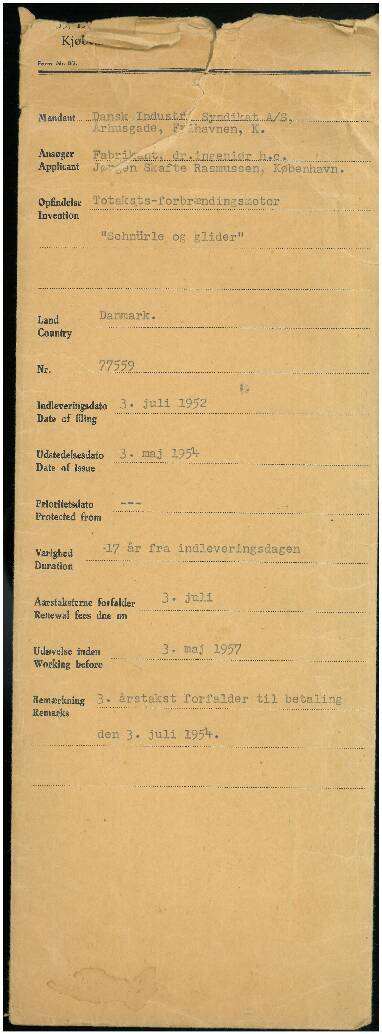 Form Nr. 85.
Mandant Dansk Industri Syndikat A/S,
Århusgade, Frihavnen, K.
Ansøger Fabrikant, dr.ingeniør h.c.
Applicant Jørgen Skafte Rasmussen, København.
Opfindelse Totakts-forbrændingsmotor
Invention
"Schnürle og glider"
Land Danmark.
Country
Nr. 77559
Indleveringsdato 3. juli 1952
Date of filing
Udstedelsesdato 3. maj 1954
Date of issue
Prioritetsdato ---
Protected from
Varighed 17 år fra indleveringsdagen
Duration
Aarstaksterne forfalder 3. juli
Renewal fees due on
Udøvelse inden 3. maj 1957
Working before
Bemærkning 3. årstakst forfalder til betaling
Remarks
den 3. juli 1954.